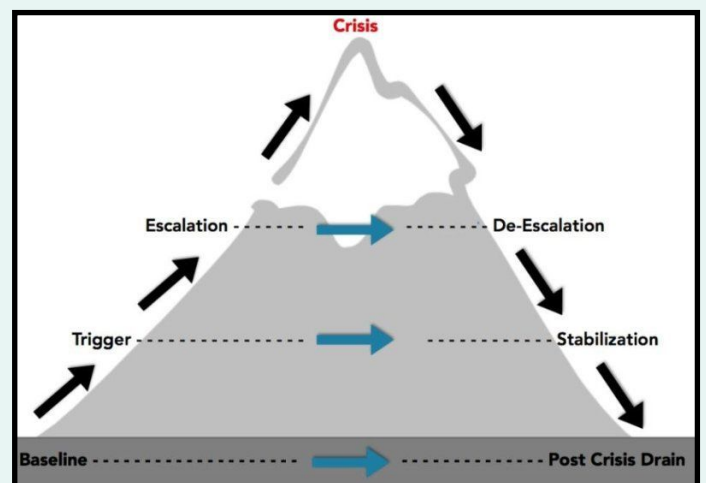 Crisis
Escalation De-Escalation
Trigger Stabilization
Baseline Post Crisis Drain